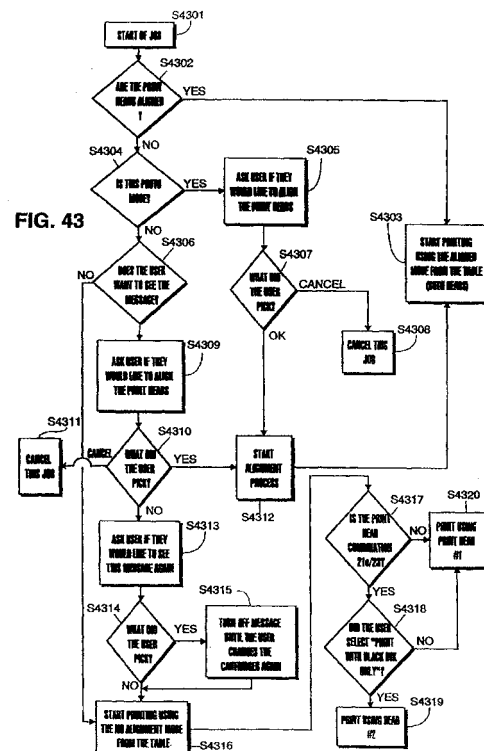 START OF JOB
S4301
S4302
ARE THE PRINT
HEADS ALIGNED
?
YES
NO
S4304
IS THIS PHOTO
MODE?
YES
NO
S4305
ASK USER IF THEY
WOULD LIKE TO ALIGN
THE PRINT HEADS
S4303
START PRINTING
USING THE ALIGNED
MODE FROM THE TABLE
(BOTH HEADS)
FIG. 43
S4306
DOES THE USER
WANT TO SEE THE
MESSAGE?
NO
S4307
WHAT DID
THE USER
PICK?
CANCEL
OK
S4308
CANCEL THIS
JOB
S4309
ASK USER IF THEY
WOULD LIKE TO ALIGN
THE PRINT HEADS
S4311
CANCEL
THIS JOB
CANCEL
S4310
WHAT DID
THE USER
PICK?
YES
NO
START
ALIGNMENT
PROCESS
S4312
S4313
ASK USER IF THEY
WOULD LIKE TO SEE
THIS MESSAGE AGAIN
S4314
WHAT DID
THE USER
PICK?
YES
NO
S4315
TURN OFF MESSAGE
UNTIL THE USER
CHANGES THE
CARTRIDGES AGAIN
START PRINTING USING
THE NO ALIGNMENT MODE
FROM THE TABLE
S4316
S4317
IS THE PRINT
HEAD
COMBINATION
NO
YES
S4320
PRINT USING
PRINT HEAD
#1
S4318
DID THE USER
SELECT "PRINT
WITH BLACK INK
ONLY"?
NO
YES
PRINT USING HEAD
#2
S4319